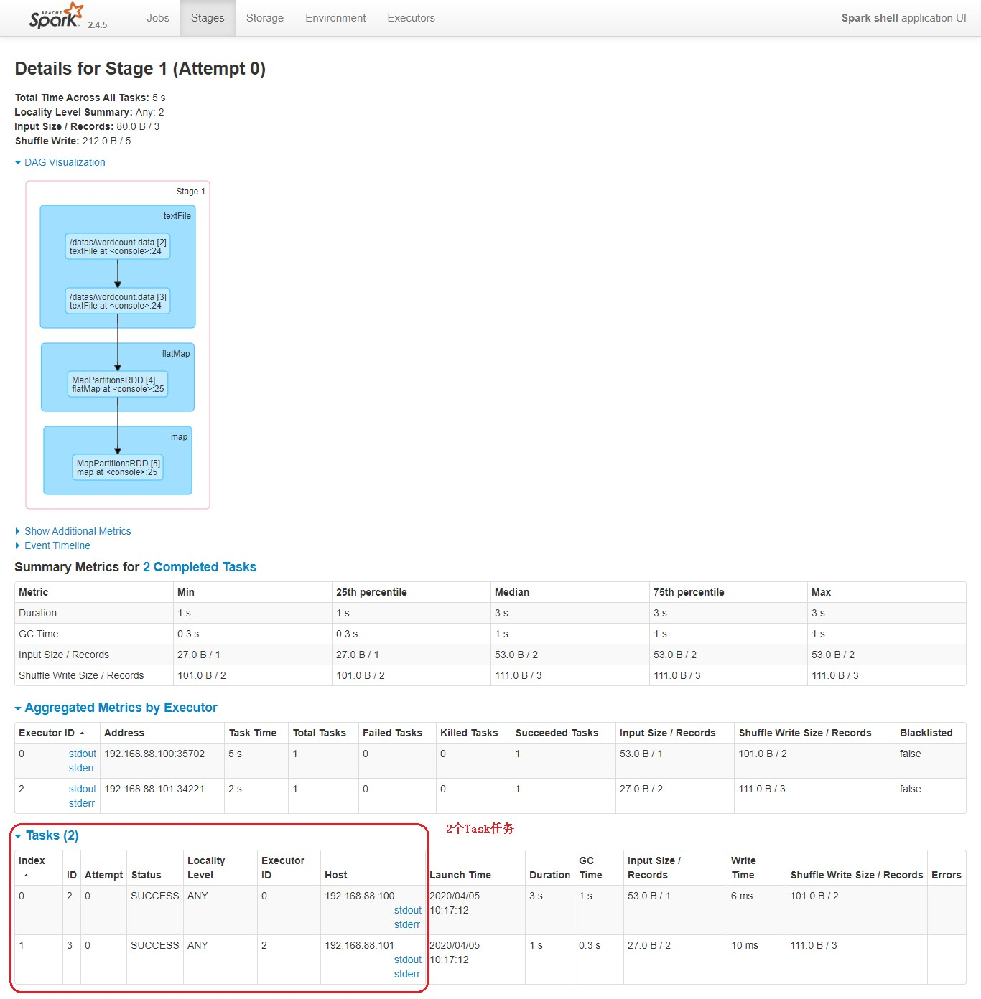 APACHE
Spark 2.4.5 Jobs Stages Storage Environment Executors Spark shell application UI
Details for Stage 1 (Attempt 0)
Total Time Across All Tasks: 5 s
Locality Level Summary: Any: 2
Input Size / Records: 80.0 B / 3
Shuffle Write: 212.0 B / 5
DAG Visualization
Stage 1
textFile
/datas/wordcount.data [2]
textFile at <console>:24
/datas/wordcount.data [3]
textFile at <console>:24
flatMap
MapPartitionsRDD [4]
flatMap at <console>:25
map
MapPartitionsRDD [5]
map at <console>:25
Show Additional Metrics
Event Timeline
Summary Metrics for 2 Completed Tasks
Metric Min 25th percentile Median 75th percentile Max
Duration 1 s 1 s 3 s 3 s 3 s
GC Time 0.3 s 0.3 s 1 s 1 s 1 s
Input Size / Records 27.0 B / 1 27.0 B / 1 53.0 B / 2 53.0 B / 2 53.0 B / 2
Shuffle Write Size / Records 101.0 B / 2 101.0 B / 2 111.0 B / 3 111.0 B / 3 111.0 B / 3
Aggregated Metrics by Executor
Executor ID Address Task Time Total Tasks Failed Tasks Killed Tasks Succeeded Tasks Input Size / Records Shuffle Write Size / Records Blacklisted
0 stdout 192.168.88.100:35702 5 s 1 0 0 1 53.0 B / 1 101.0 B / 2 false
stderr
2 stdout 192.168.88.101:34221 2 s 1 0 0 1 27.0 B / 2 111.0 B / 3 false
stderr
2个Task任务
Tasks (2)
Index ID Attempt Status Locality Level Executor ID Host Launch Time Duration GC Time Input Size / Records Write Time Shuffle Write Size / Records Errors
0 2 0 SUCCESS ANY 0 192.168.88.100 2020/04/05 3 s 1 s 53.0 B / 1 6 ms 101.0 B / 2
stdout 10:17:12
stderr
1 3 0 SUCCESS ANY 2 192.168.88.101 2020/04/05 1 s 0.3 s 27.0 B / 2 10 ms 111.0 B / 3
stdout 10:17:12
stderr